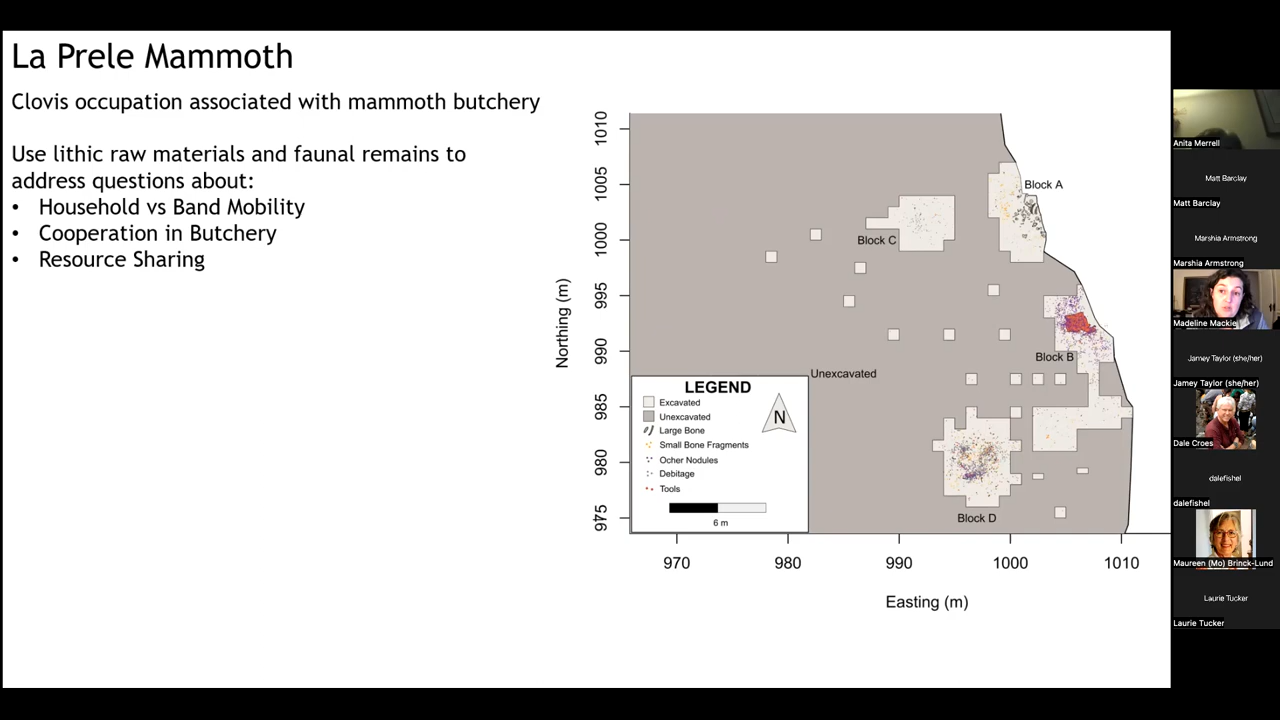 La Prele Mammoth
Clovis occupation associated with mammoth butchery
Use lithic raw materials and faunal remains to
address questions about:
• Household vs Band Mobility
• Cooperation in Butchery
• Resource Sharing
Northing (m)
1010
1005
1000
995
990
985
980
975
Block A
Block C
Block B
Unexcavated
Block D
LEGEND
Excavated
Unexcavated
Large Bone
Small Bone Fragments
Ocher Nodules
Debitage
Tools
N
6 m
970
980
990
1000
1010
Easting (m)
Anita Merrell
Matt Barclay
Matt Barclay
Marshia Armstrong
Marshia Armstrong
Madeline Mackie
Jamey Taylor (she/her)
Jamey Taylor (she/her)
Dale Croes
dalefishel
dalefishel
Maureen (Mo) Brinck-Lund
Laurie Tucker
Laurie Tucker